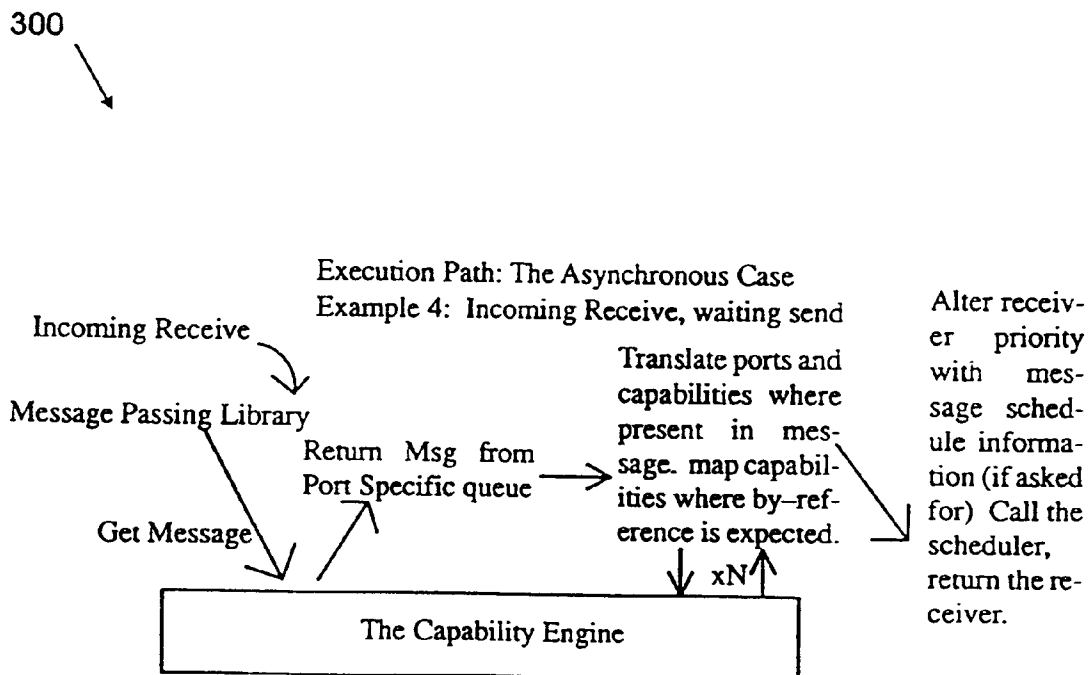 300
Execution Path: The Asynchronous Case
Example 4: Incoming Receive, waiting send
Incoming Receive
Message Passing Library
Get Message
Return Msg from
Port Specific queue
Translate ports and
capabilities where
present in mes-
sage. map capabil-
ities where by–ref-
erence is expected.
xN
Alter receiv-
er priority
with mes-
sage sched-
ule informa-
tion (if asked
for) Call the
scheduler,
return the re-
ceiver.
The Capability Engine